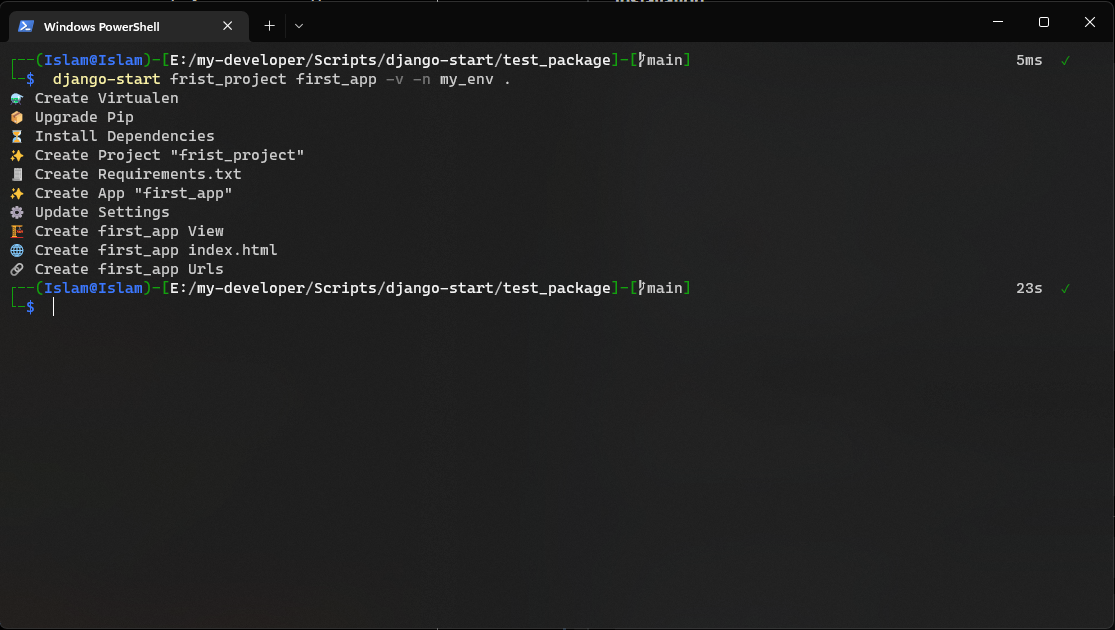 Windows PowerShell
┌──(Islam@Islam)-[E:/my-developer/Scripts/django-start/test_package]-[main] 5ms ✓
└─$ django-start frist_project first_app -v -n my_env .
Create Virtualen
Upgrade Pip
Install Dependencies
Create Project "frist_project"
Create Requirements.txt
Create App "first_app"
Update Settings
Create first_app View
Create first_app index.html
Create first_app Urls
┌──(Islam@Islam)-[E:/my-developer/Scripts/django-start/test_package]-[main] 23s ✓
└─$